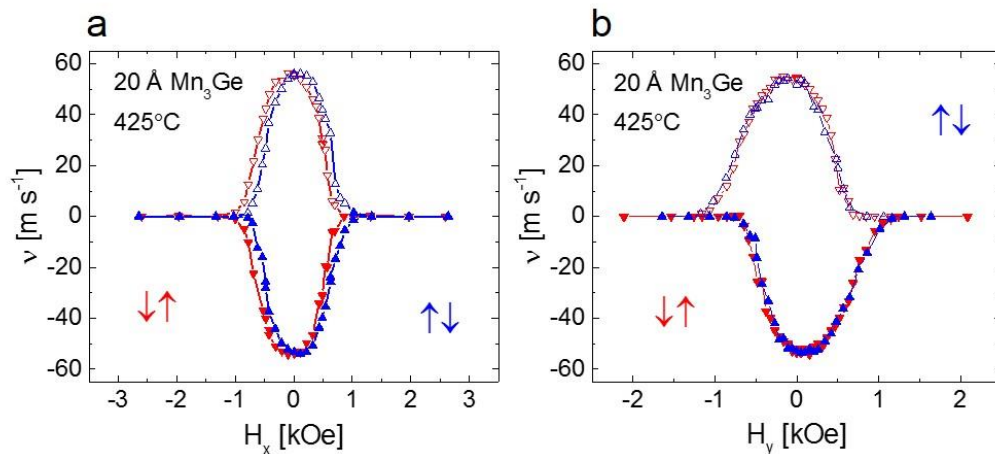 a
20 Å Mn₃Ge
425°C
ν [m s⁻¹]
60
40
20
0
-20
-40
-60
↓↑
↑↓
-3 -2 -1 0 1 2 3
Hₓ [kOe]
b
20 Å Mn₃Ge
425°C
↑↓
ν [m s⁻¹]
60
40
20
0
-20
-40
-60
↓↑
-2 -1 0 1 2
Hᵧ [kOe]